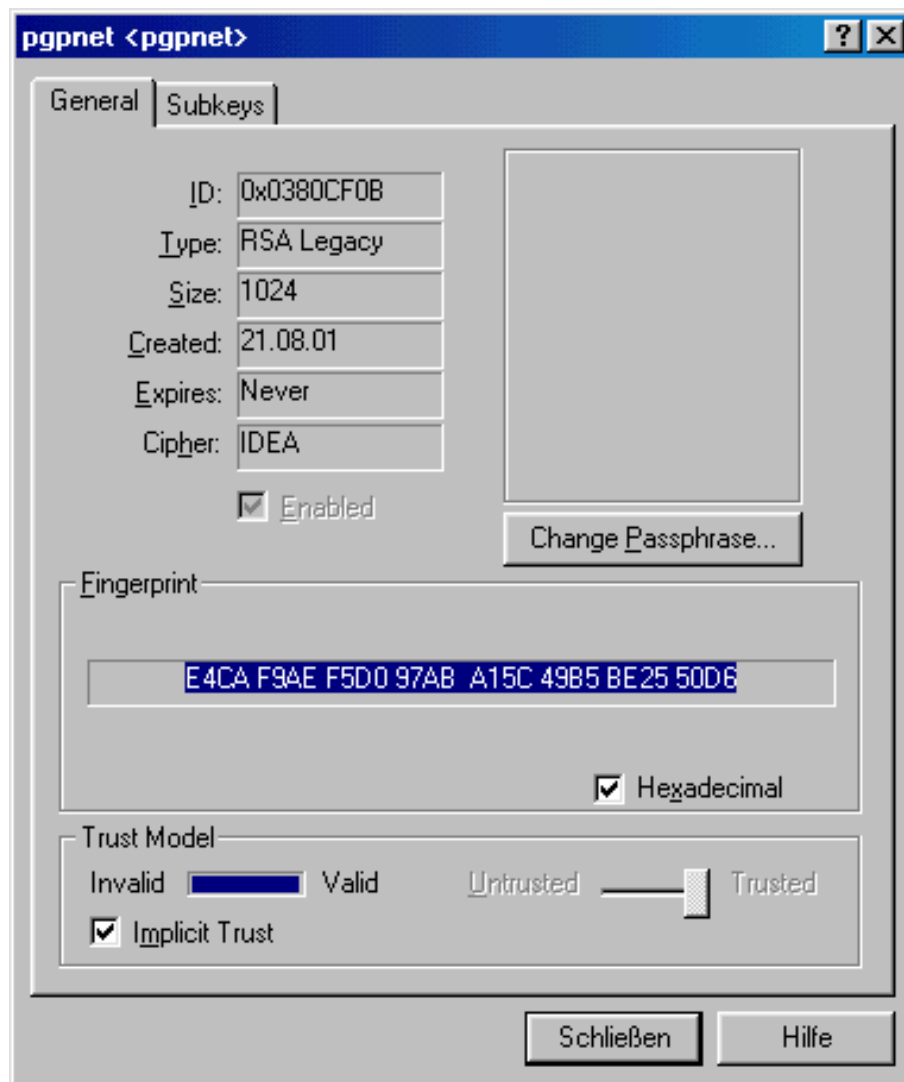 pgpnet <pgpnet>
General Subkeys
ID: 0x0380CF0B
Type: RSA Legacy
Size: 1024
Created: 21.08.01
Expires: Never
Cipher: IDEA
Enabled
Change Passphrase...
Fingerprint
E4CA F9AE F5D0 97AB  A15C 49B5 BE25 50D6
Hexadecimal
Trust Model
Invalid Valid Untrusted Trusted
Implicit Trust
Schließen Hilfe